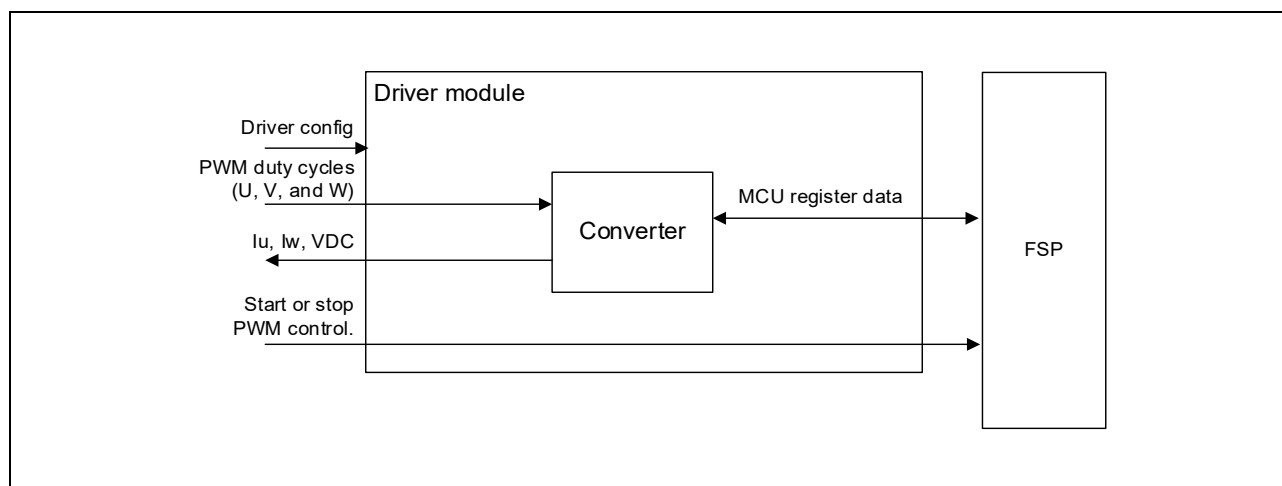 Driver module
Driver config
PWM duty cycles
(U, V, and W)
MCU register data
Converter
FSP
Iu, Iw, VDC
Start or stop
PWM control.